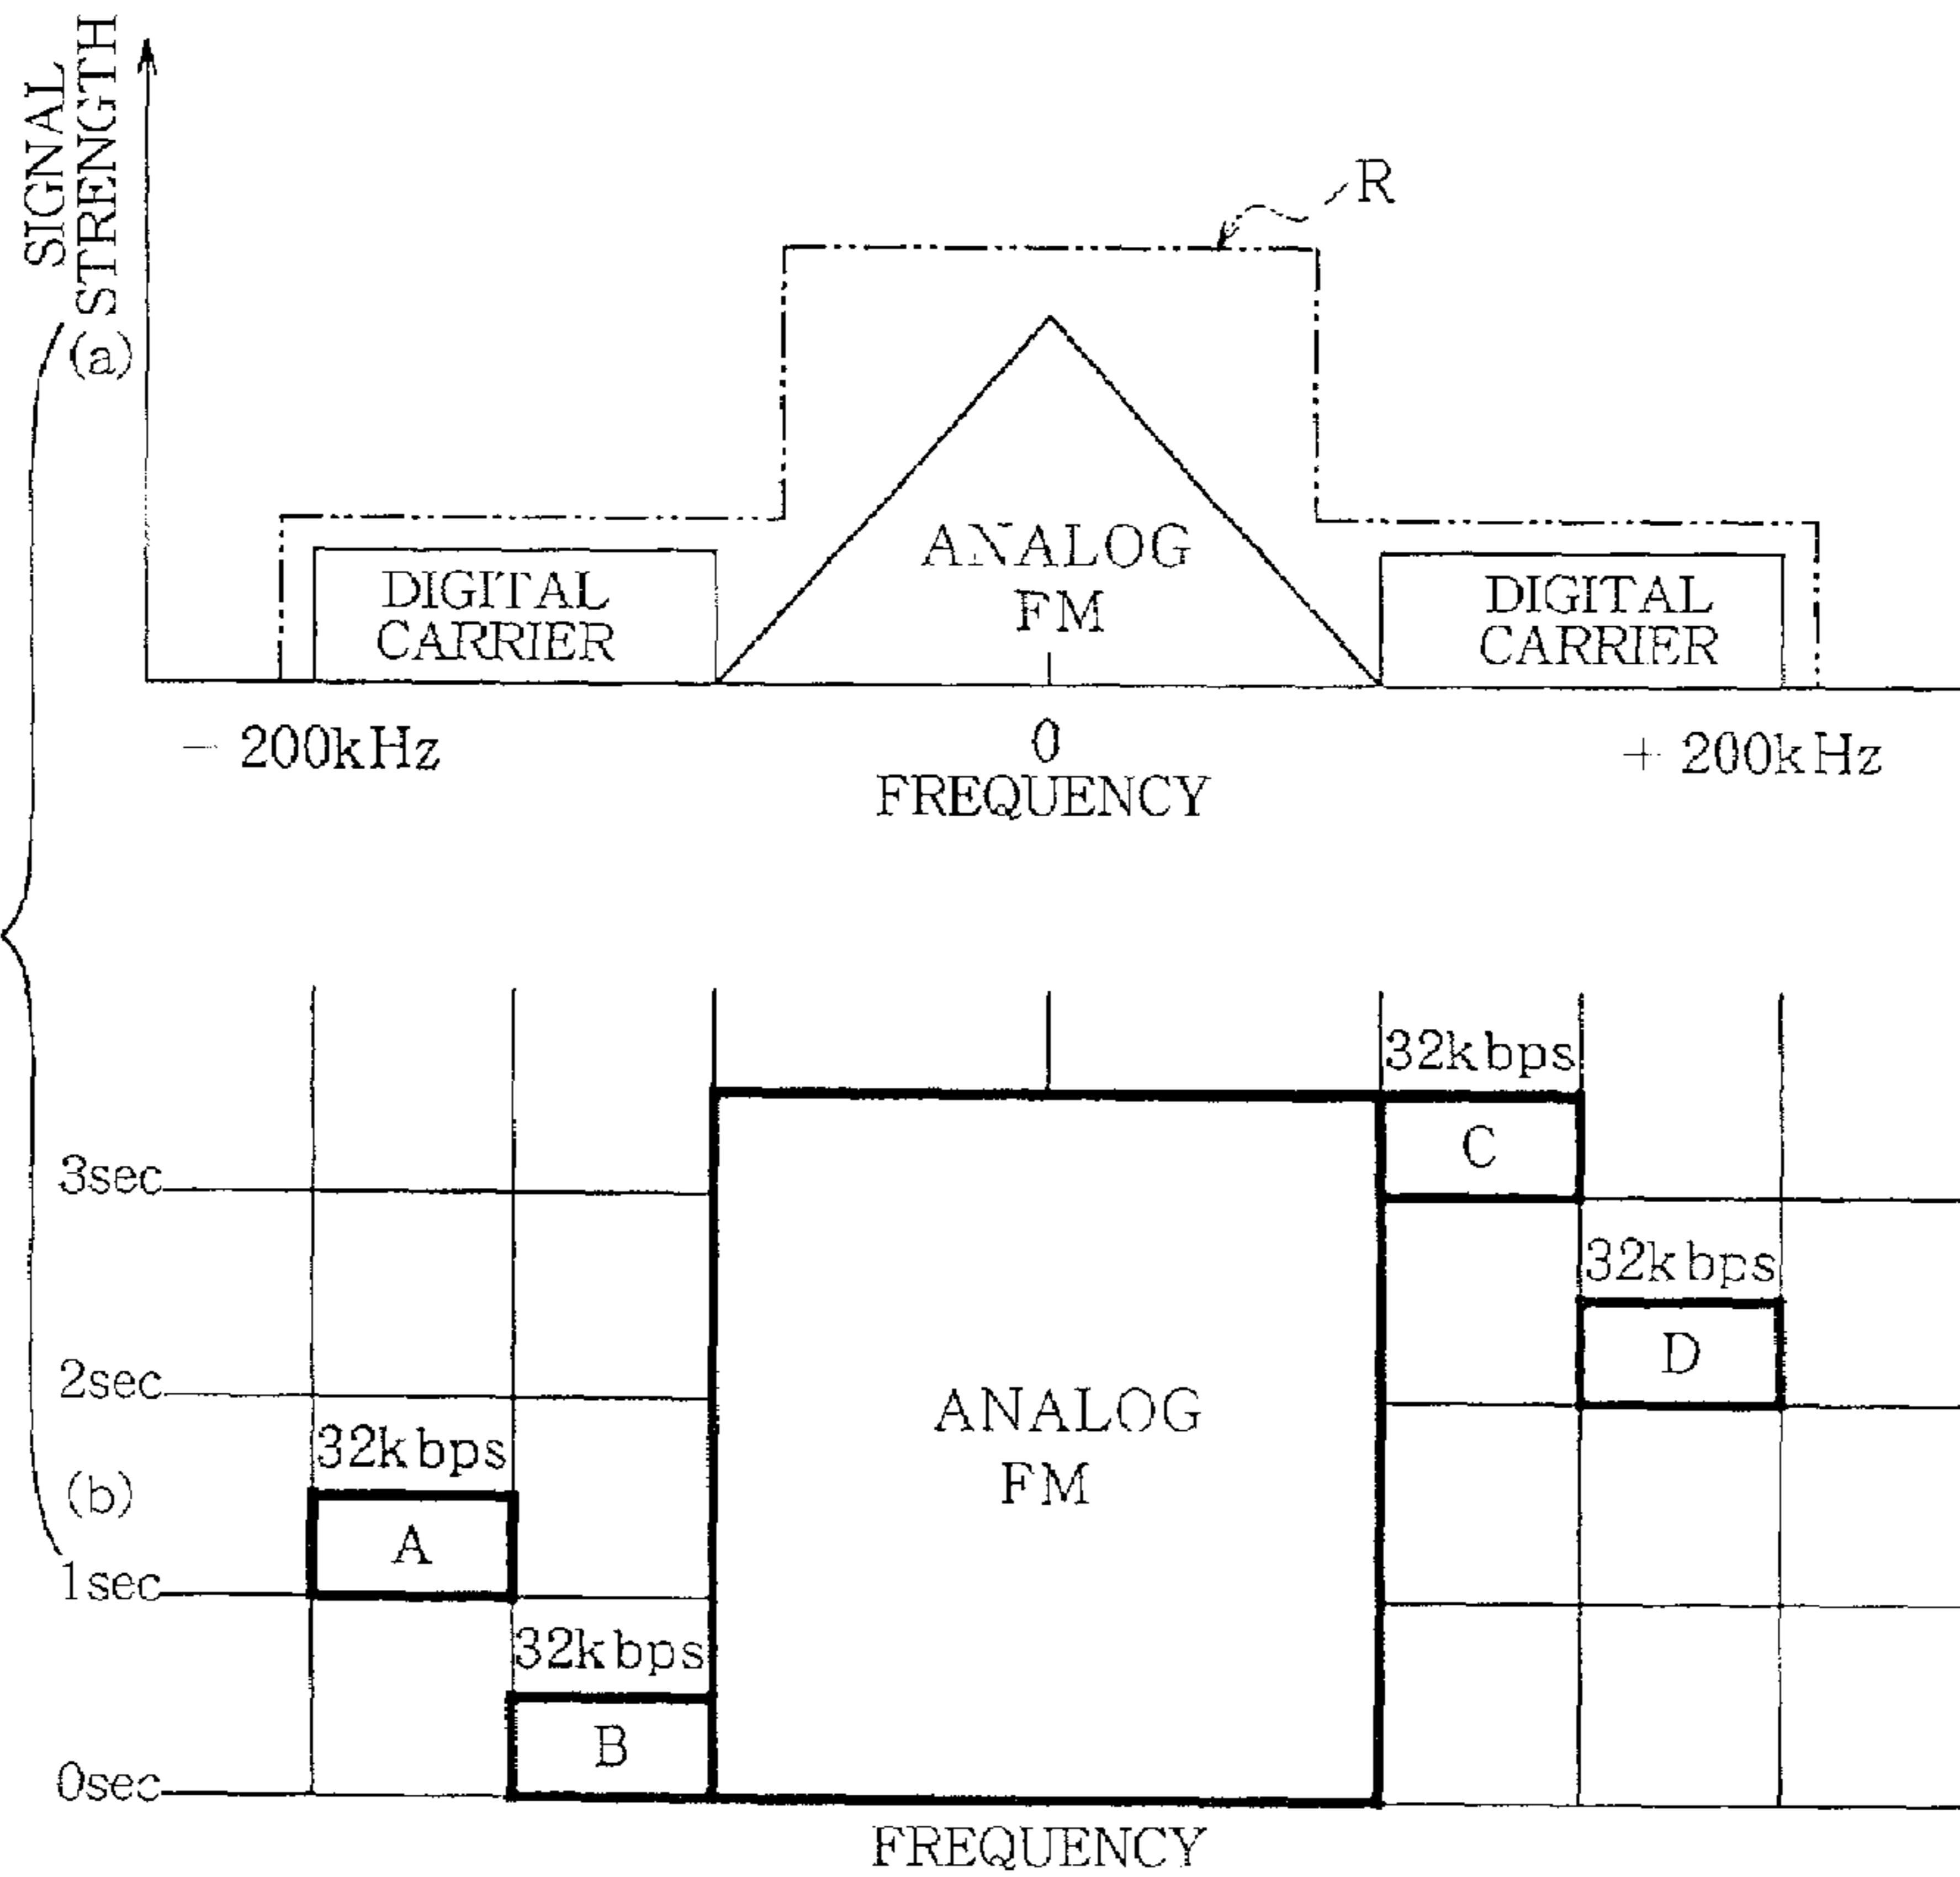 SIGNAL
STRENGTH
(a)
R
ANALOG
FM
DIGITAL
CARRIER
DIGITAL
CARRIER
- 200kHz
0
+ 200kHz
FREQUENCY
32kbps
C
3sec
32kbps
D
2sec
ANALOG
FM
32kbps
(b)
A
1sec
32kbps
B
0sec
FREQUENCY